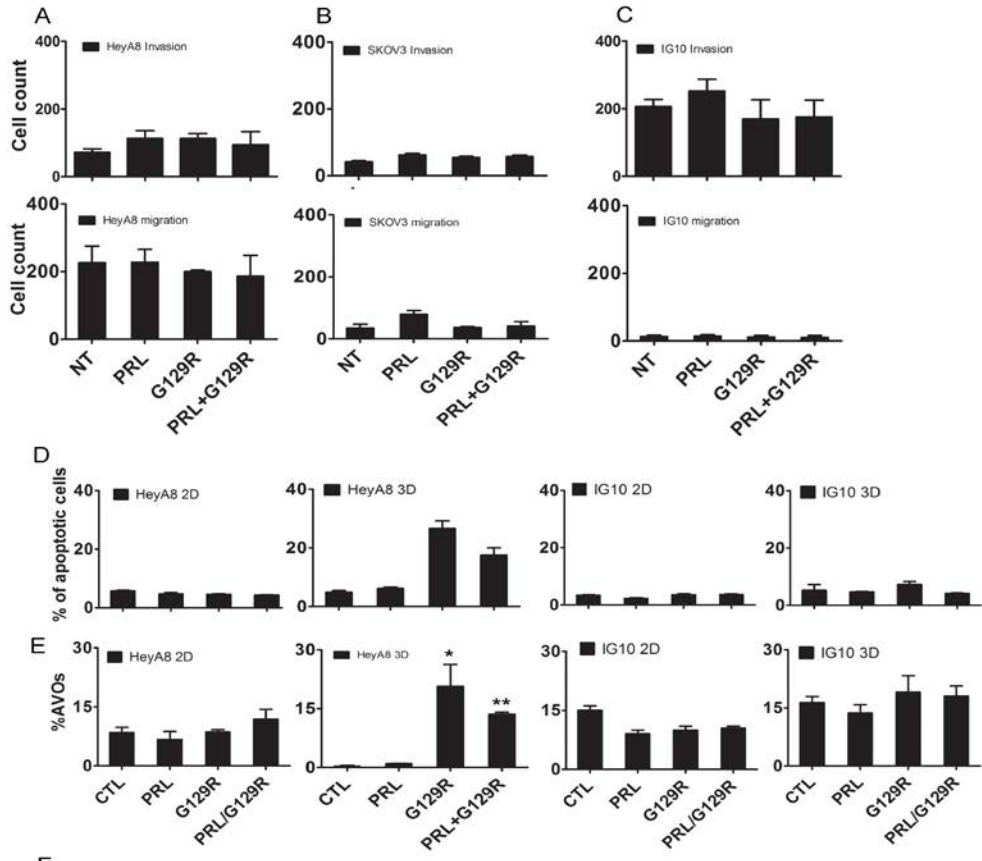 A
B
C
400
200
0
Cell count
HeyA8 Invasion
400
200
0
SKOV3 Invasion
400
300
200
100
0
IG10 Invasion
400
200
0
Cell count
HeyA8 migration
NT
PRL
G129R
PRL+G129R
400
200
0
SKOV3 migration
NT
PRL
G129R
PRL+G129R
400
200
0
IG10 migration
NT
PRL
G129R
PRL+G129R
D
% of apoptotic cells
40
20
0
HeyA8 2D
40
20
0
HeyA8 3D
40
20
0
IG10 2D
40
20
0
IG10 3D
E
%AVOs
30
15
0
HeyA8 2D
CTL
PRL
G129R
PRL/G129R
30
15
0
HeyA8 3D
*
**
CTL
PRL
G129R
PRL+G129R
30
15
0
IG10 2D
CTL
PRL
G129R
PRL/G129R
30
15
0
IG10 3D
CTL
PRL
G129R
PRL/G129R